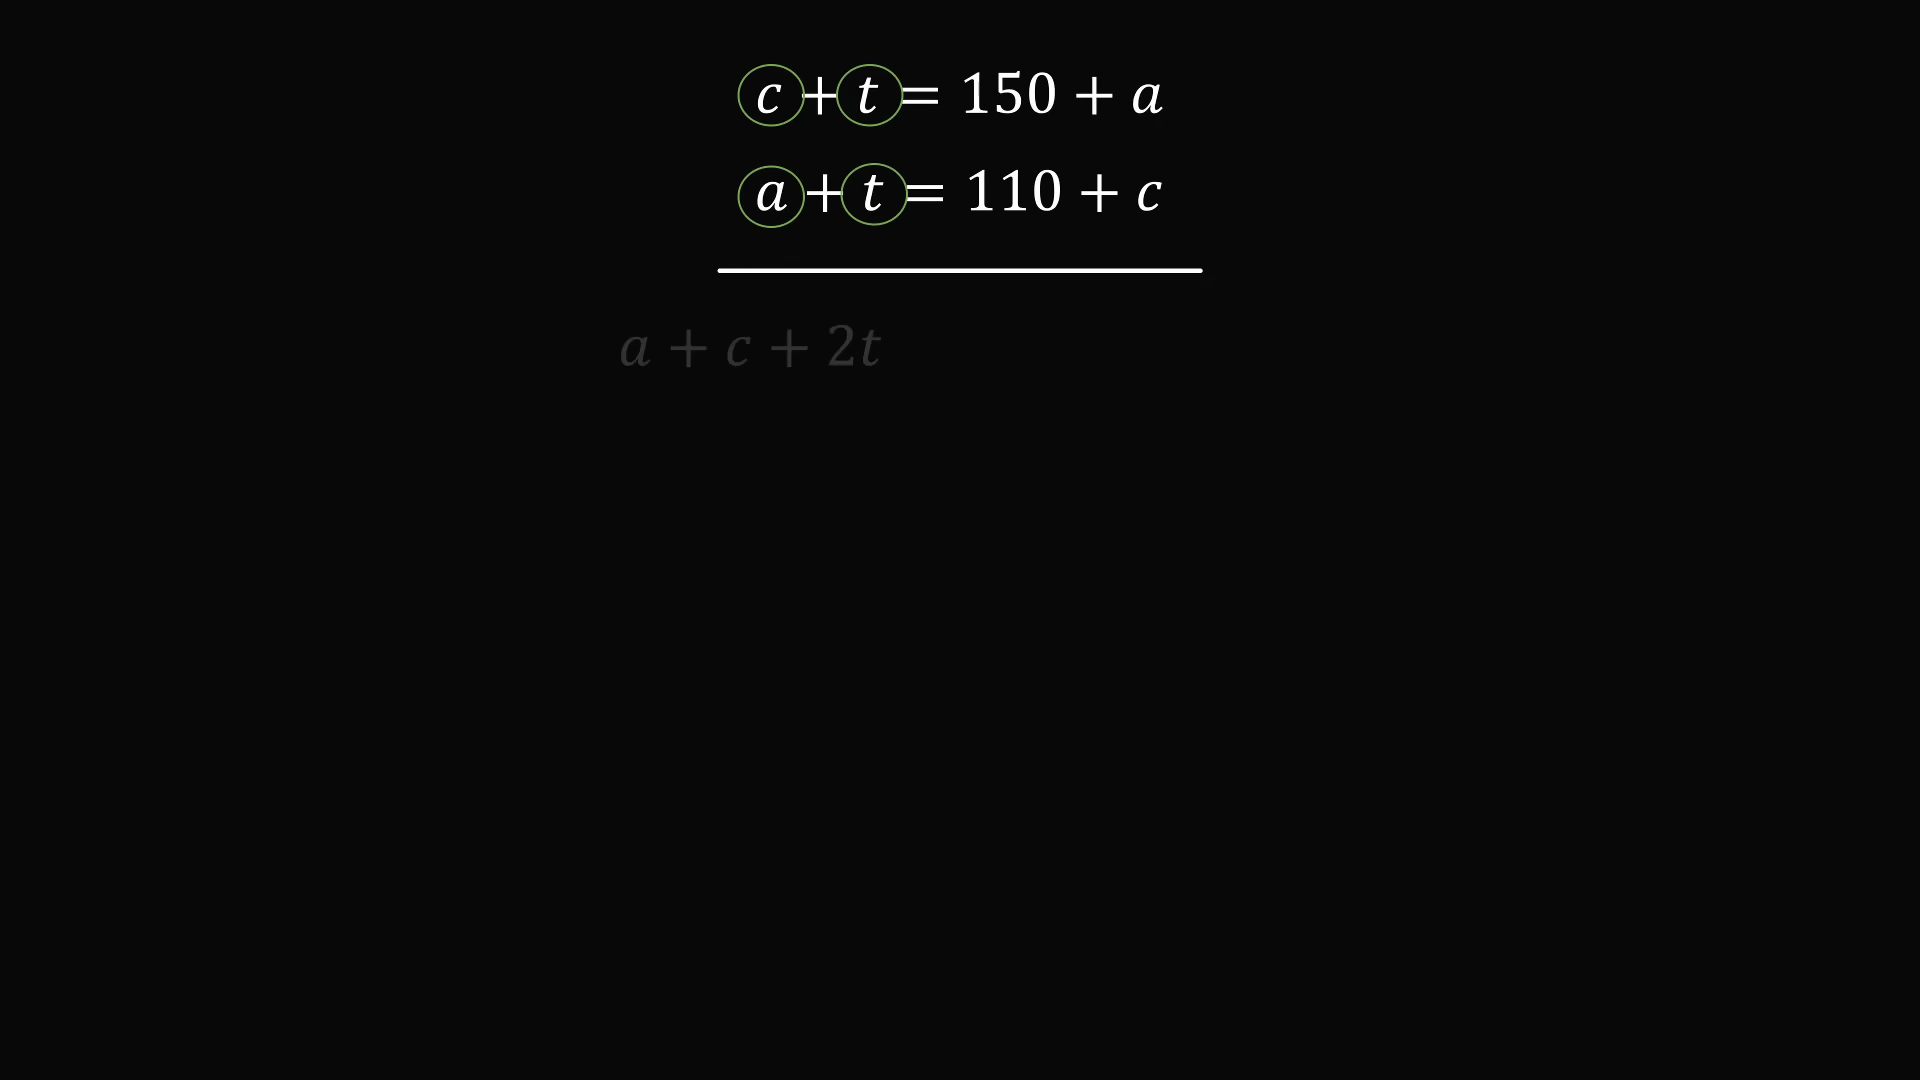 c + t = 150 + a
a + t = 110 + c
a + c + 2t